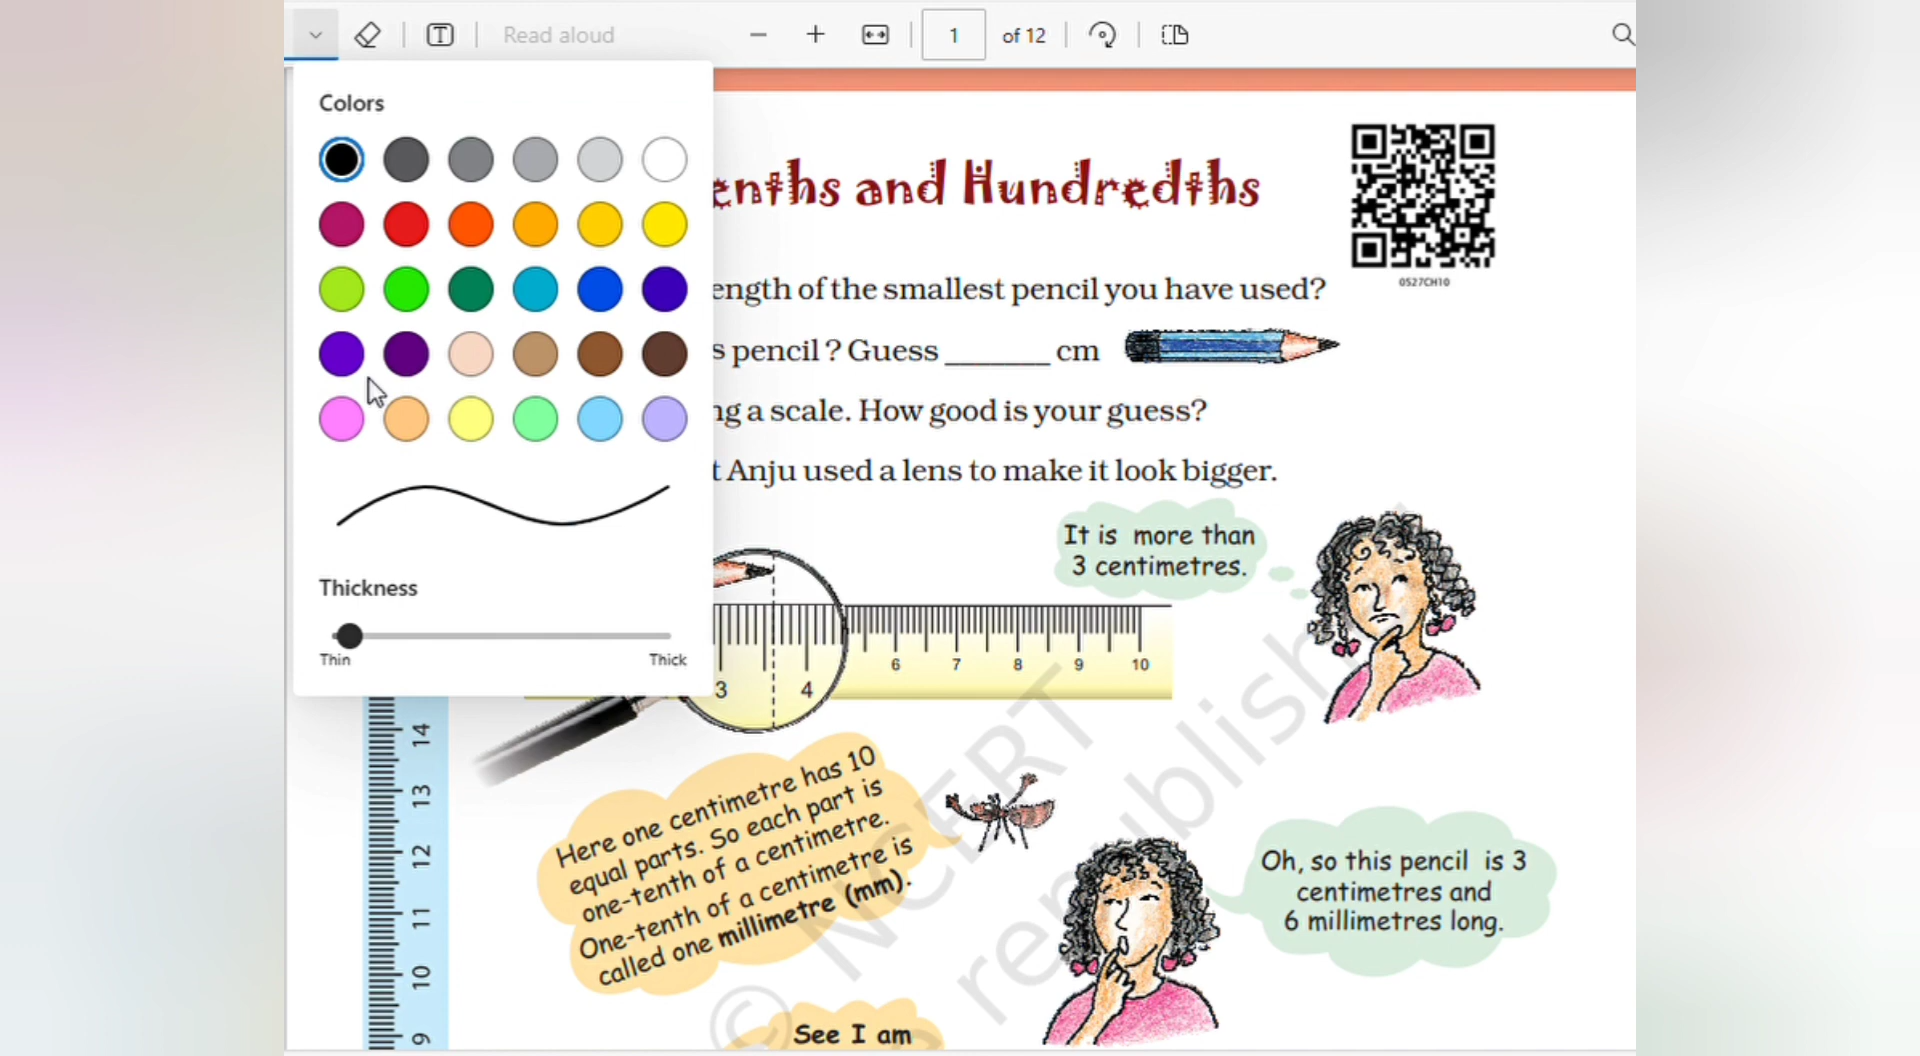 Read aloud
1 of 12
Colors
Thickness
Thin Thick
enths and Hundredths
0527CH10
ength of the smallest pencil you have used?
s pencil ? Guess _______ cm
ng a scale. How good is your guess?
t Anju used a lens to make it look bigger.
It is more than
3 centimetres.
3 4 6 7 8 9 10
14
13
12
11
10
9
Here one centimetre has 10
equal parts. So each part is
one-tenth of a centimetre.
One-tenth of a centimetre is
called one millimetre (mm).
Oh, so this pencil is 3
centimetres and
6 millimetres long.
See I am
© NCERT
republish